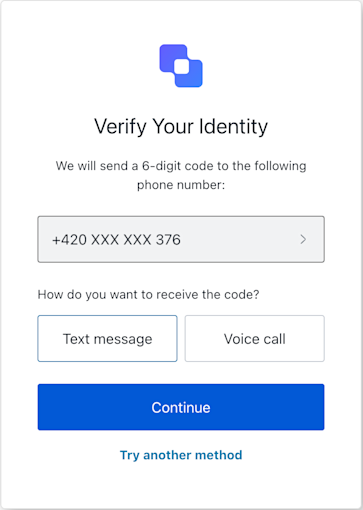 Verify Your Identity
We will send a 6-digit code to the following
phone number:
+420 XXX XXX 376
How do you want to receive the code?
Text message
Voice call
Continue
Try another method